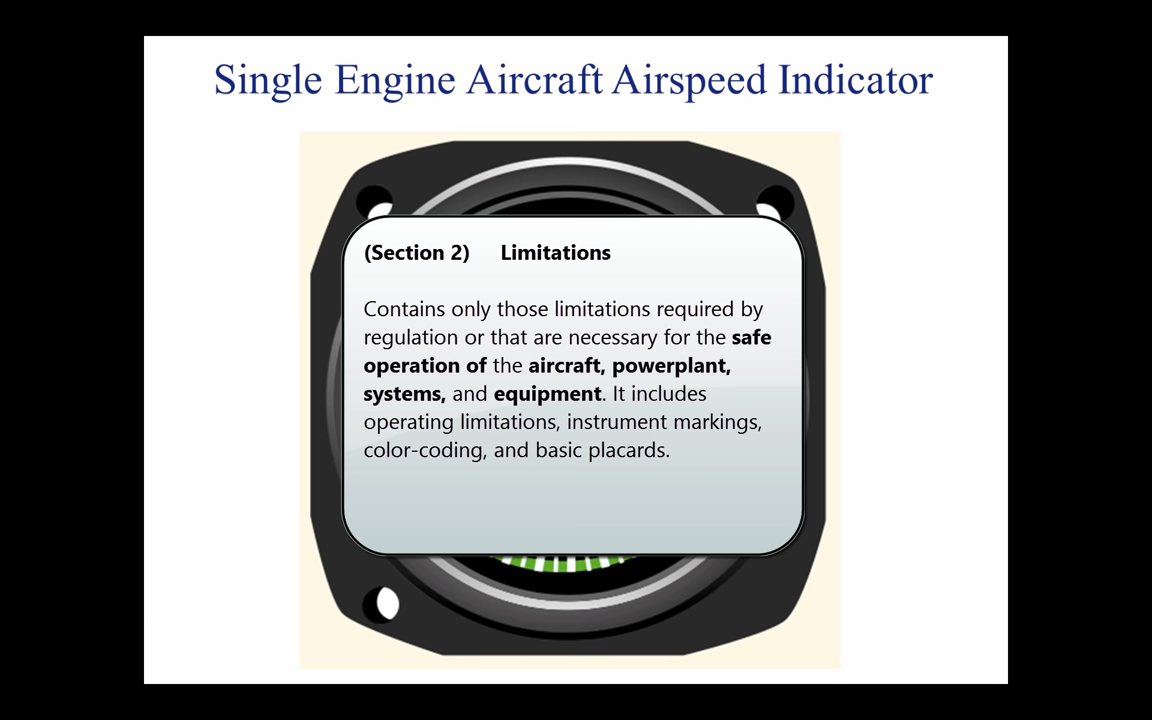 Single Engine Aircraft Airspeed Indicator
(Section 2) Limitations
Contains only those limitations required by
regulation or that are necessary for the safe
operation of the aircraft, powerplant,
systems, and equipment. It includes
operating limitations, instrument markings,
color-coding, and basic placards.